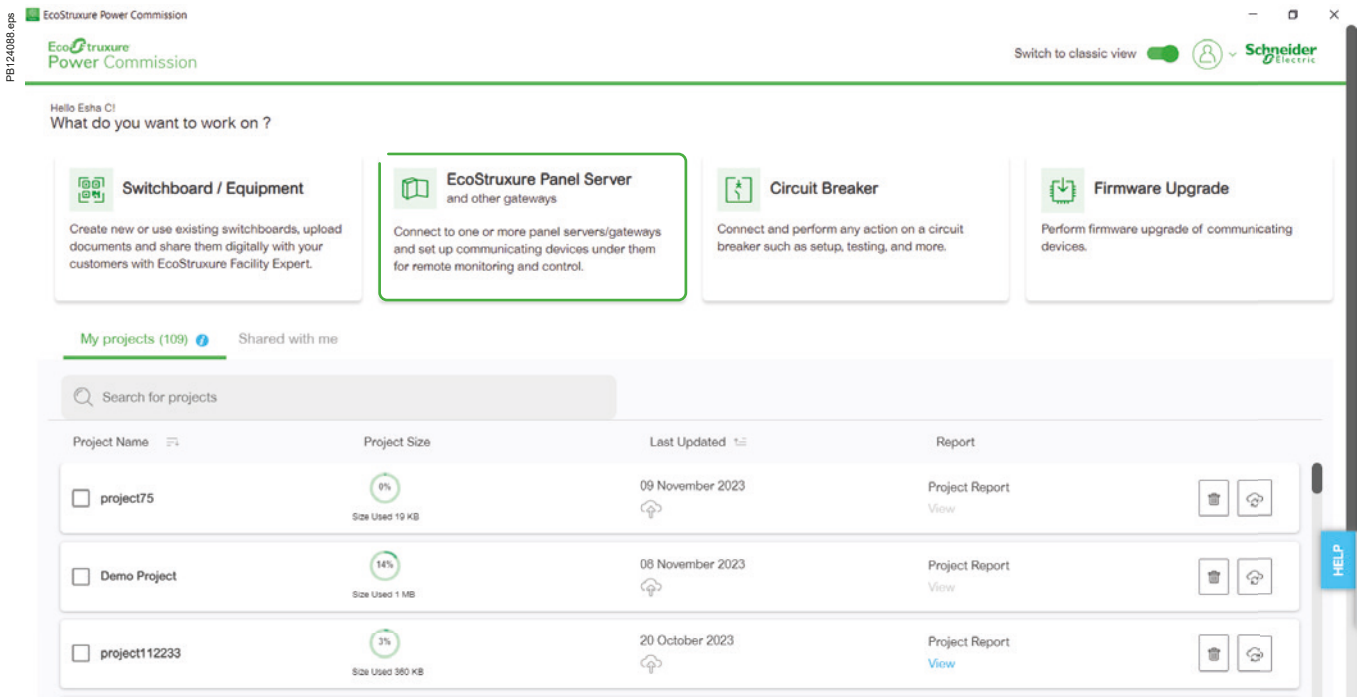 PB124088.eps
EcoStruxure Power Commission
EcoStruxure
Power Commission
Switch to classic view
Schneider
Electric
Hello Esha C!
What do you want to work on ?
Switchboard / Equipment
Create new or use existing switchboards, upload
documents and share them digitally with your
customers with EcoStruxure Facility Expert.
EcoStruxure Panel Server
and other gateways
Connect to one or more panel servers/gateways
and set up communicating devices under them
for remote monitoring and control.
Circuit Breaker
Connect and perform any action on a circuit
breaker such as setup, testing, and more.
Firmware Upgrade
Perform firmware upgrade of communicating
devices.
My projects (109) i
Shared with me
Search for projects
Project Name
Project Size
Last Updated
Report
project75
0%
Size Used 19 KB
09 November 2023
Project Report
View
Demo Project
14%
Size Used 1 MB
08 November 2023
Project Report
View
project112233
3%
Size Used 360 KB
20 October 2023
Project Report
View
HELP